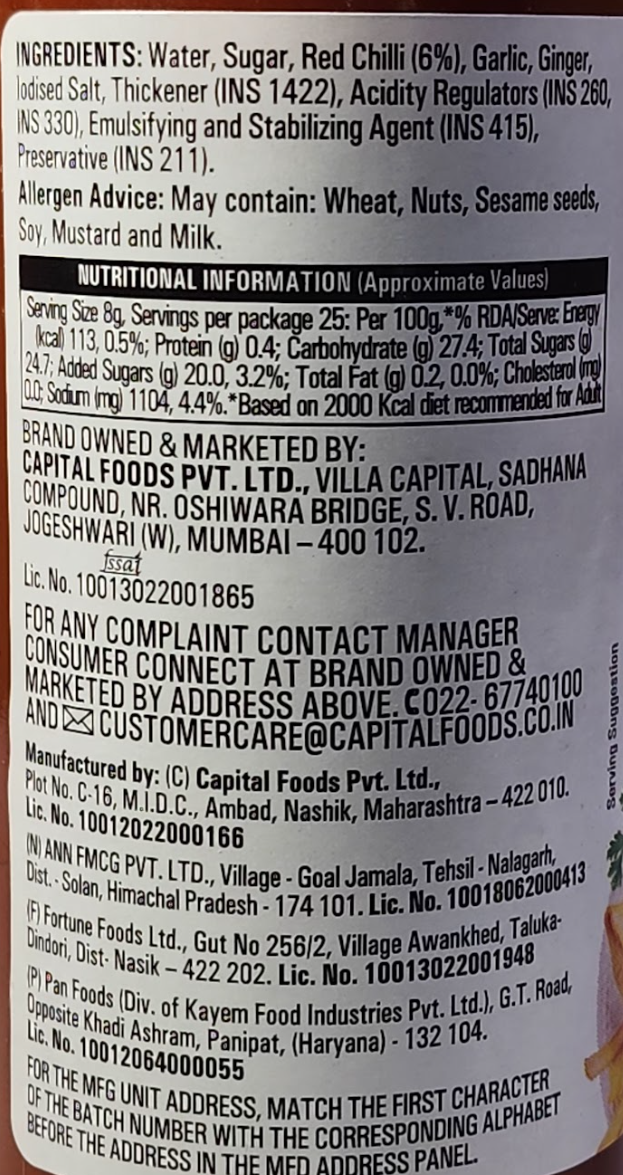 INGREDIENTS: Water, Sugar, Red Chilli (6%), Garlic, Ginger,
Iodised Salt, Thickener (INS 1422), Acidity Regulators (INS 260,
INS 330), Emulsifying and Stabilizing Agent (INS 415),
Preservative (INS 211).
Allergen Advice: May contain: Wheat, Nuts, Sesame seeds,
Soy, Mustard and Milk.
NUTRITIONAL INFORMATION (Approximate Values)
Serving Size 8g, Servings per package 25: Per 100g,*% RDA/Serve: Energy
(kcal) 113, 0.5%; Protein (g) 0.4; Carbohydrate (g) 27.4; Total Sugars (g)
24.7; Added Sugars (g) 20.0, 3.2%; Total Fat (g) 0.2, 0.0%; Cholesterol (mg)
0.0; Sodium (mg) 1104, 4.4%.*Based on 2000 Kcal diet recommended for Adult
BRAND OWNED & MARKETED BY:
CAPITAL FOODS PVT. LTD., VILLA CAPITAL, SADHANA
COMPOUND, NR. OSHIWARA BRIDGE, S. V. ROAD,
JOGESHWARI (W), MUMBAI – 400 102.
fssai
Lic. No. 10013022001865
FOR ANY COMPLAINT CONTACT MANAGER
CONSUMER CONNECT AT BRAND OWNED &
MARKETED BY ADDRESS ABOVE. 022- 67740100
AND CUSTOMERCARE@CAPITALFOODS.CO.IN
Serving Suggestion
Manufactured by: (C) Capital Foods Pvt. Ltd.,
Plot No. C-16, M.I.D.C., Ambad, Nashik, Maharashtra – 422 010.
Lic. No. 10012022000166
(N) ANN FMCG PVT. LTD., Village - Goal Jamala, Tehsil - Nalagarh,
Dist. - Solan, Himachal Pradesh - 174 101. Lic. No. 10018062000413
(F) Fortune Foods Ltd., Gut No 256/2, Village Awankhed, Taluka-
Dindori, Dist- Nasik – 422 202. Lic. No. 10013022001948
(P) Pan Foods (Div. of Kayem Food Industries Pvt. Ltd.), G.T. Road,
Opposite Khadi Ashram, Panipat, (Haryana) - 132 104.
Lic. No. 10012064000055
FOR THE MFG UNIT ADDRESS, MATCH THE FIRST CHARACTER
OF THE BATCH NUMBER WITH THE CORRESPONDING ALPHABET
BEFORE THE ADDRESS IN THE MFD ADDRESS PANEL.